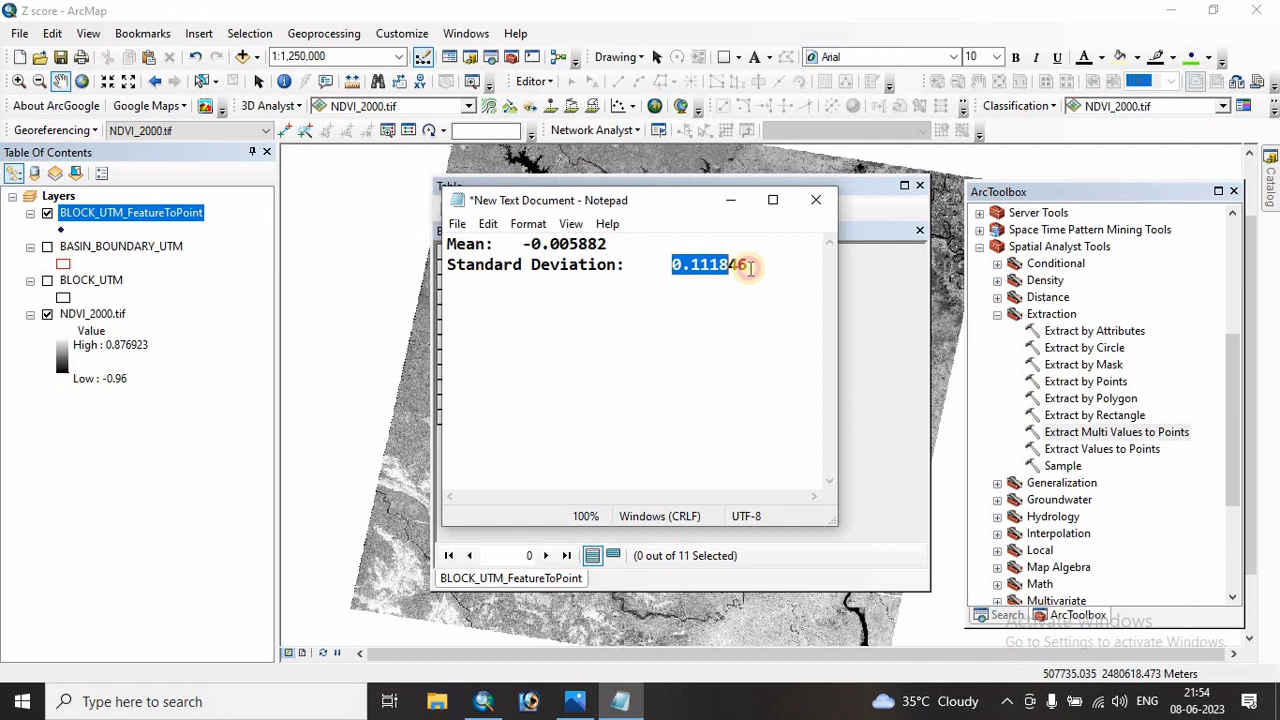 Z score - ArcMap
File Edit View Bookmarks Insert Selection Geoprocessing Customize Windows Help
1:1,250,000 Drawing Arial 10 B I U A
Editor
About ArcGoogle Google Maps 3D Analyst NDVI_2000.tif Classification NDVI_2000.tif
Georeferencing NDVI_2000.tif Network Analyst
Table Of Contents
Layers
BLOCK_UTM_FeatureToPoint
BASIN_BOUNDARY_UTM
BLOCK_UTM
NDVI_2000.tif
Value
High : 0.876923
Low : -0.96
Table
*New Text Document - Notepad
File Edit Format View Help
Mean: -0.005882
Standard Deviation: 0.111846
100% Windows (CRLF) UTF-8
0 (0 out of 11 Selected)
BLOCK_UTM_FeatureToPoint
ArcToolbox
Server Tools
Space Time Pattern Mining Tools
Spatial Analyst Tools
Conditional
Density
Distance
Extraction
Extract by Attributes
Extract by Circle
Extract by Mask
Extract by Points
Extract by Polygon
Extract by Rectangle
Extract Multi Values to Points
Extract Values to Points
Sample
Generalization
Groundwater
Hydrology
Interpolation
Local
Map Algebra
Math
Multivariate
Search ArcToolbox
Catalog
Activate Windows
Go to Settings to activate Windows.
507735.035 2480618.473 Meters
Type here to search
35°C Cloudy
ENG
21:54
08-06-2023